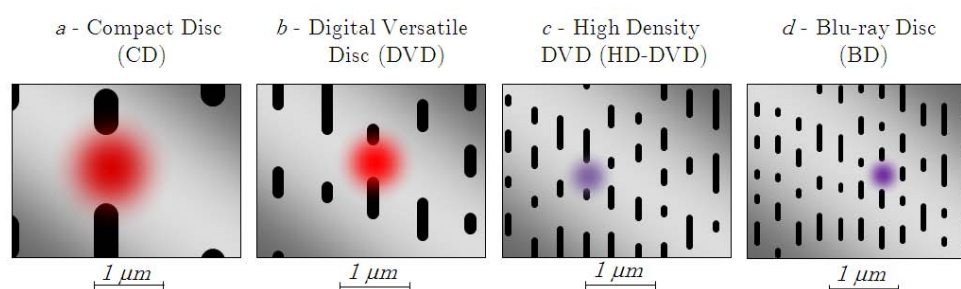 a - Compact Disc
(CD)
b - Digital Versatile
Disc (DVD)
c - High Density
DVD (HD-DVD)
d - Blu-ray Disc
(BD)
1 µm
1 µm
1 µm
1 µm